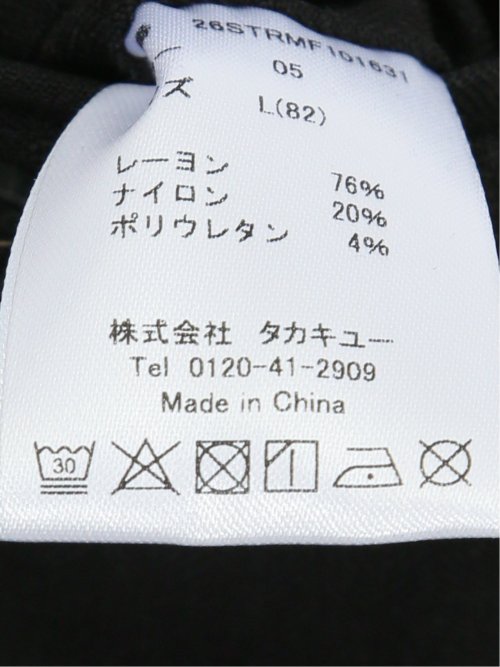 26STRMF101631
05
ズ L(82)
レーヨン 76%
ナイロン 20%
ポリウレタン 4%
株式会社 タカキュー
Tel 0120-41-2909
Made in China
30